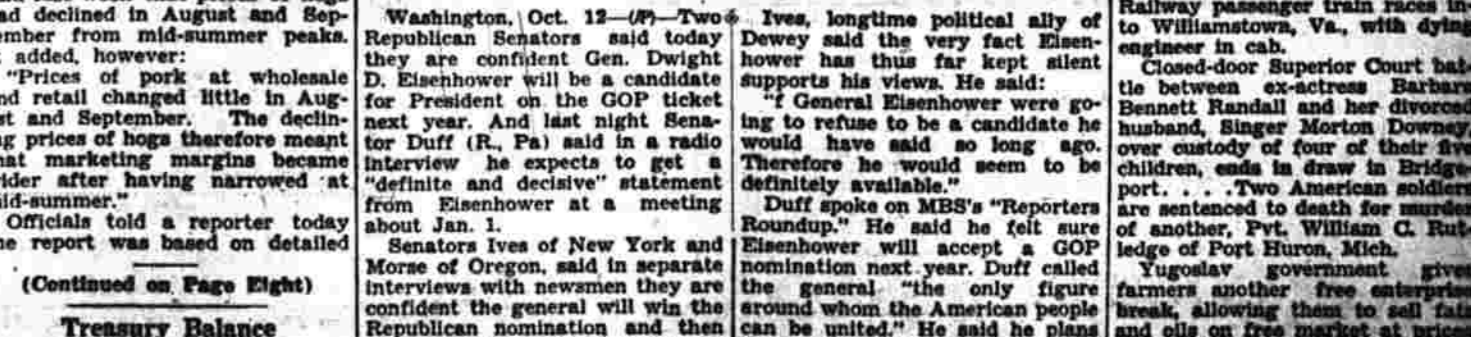 ad declined in August and Sep-
ember from mid-summer peaks.
added, however:
"Prices of pork at wholesale
nd retail changed little in Aug-
st and September. The declin-
g prices of hogs therefore meant
hat marketing margins became
ider after having narrowed at
id-summer."
Officials told a reporter today
he report was based on detailed
(Continued on Page Eight)
Treasury Balance
Washington, Oct. 12—(AP)—Two
Republican Senators said today
they are confident Gen. Dwight
D. Eisenhower will be a candidate
for President on the GOP ticket
next year. And last night Sena-
tor Duff (R., Pa) said in a radio
interview he expects to get a
"definite and decisive" statement
from Eisenhower at a meeting
about Jan. 1.
Senators Ives of New York and
Morse of Oregon, said in separate
interviews with newsmen they are
confident the general will win the
Republican nomination and then
Ives, longtime political ally of
Dewey said the very fact Eisen-
hower has thus far kept silent
supports his views. He said:
"f General Eisenhower were go-
ing to refuse to be a candidate he
would have said so long ago.
Therefore he would seem to be
definitely available."
Duff spoke on MBS's "Reporters
Roundup." He said he felt sure
Eisenhower will accept a GOP
nomination next year. Duff called
the general "the only figure
around whom the American people
can be united." He said he plans
Railway passenger train races in-
to Williamstown, Va., with dying
engineer in cab.
Closed-door Superior Court bat-
tle between ex-actress Barbara
Bennett Randall and her divorced
husband, Singer Morton Downey,
over custody of four of their five
children, ends in draw in Bridge-
port. . . .Two American soldiers
are sentenced to death for murder
of another, Pvt. William C. Rut-
ledge of Port Huron, Mich.
Yugoslav government gives
farmers another free enterprise
break, allowing them to sell fats
and oils on free market at prices